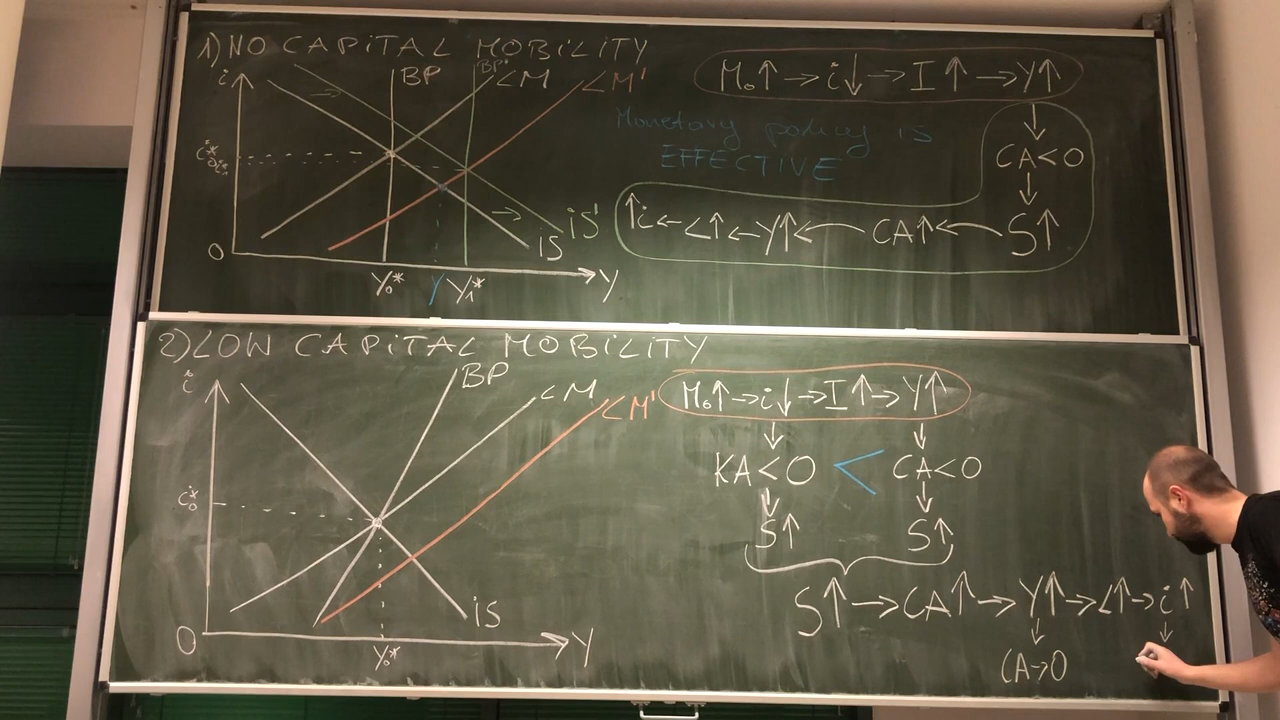 1) NO CAPITAL MOBILITY
i
BP
BP'
LM
LM'
M₀↑ → i↓ → I↑ → Y↑
Monetary policy is
EFFECTIVE
CA<0
↑i ← L↑ ← Y↑ ← CA↑ ← S↑
i₀*
iS'
iS
0
Y₀*
Y
Y₁*
Y
2) LOW CAPITAL MOBILITY
i
BP
LM
LM'
M₀↑ → i↓ → I↑ → Y↑
KA<0 < CA<0
S↑ S↑
i₀*
S↑ → CA↑ → Y↑ → L↑ → i↑
iS
0
Y₀*
Y
CA→0